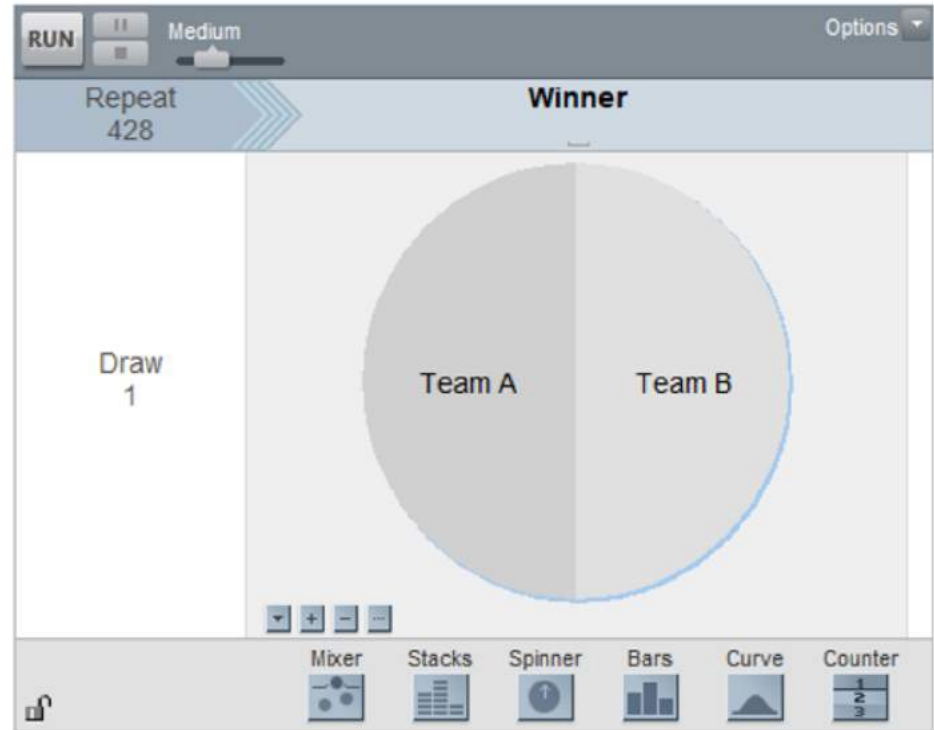 RUN
Medium
Options
Repeat
428
Winner
Draw
1
Team A
Team B
Mixer
Stacks
Spinner
Bars
Curve
Counter
1
2
3